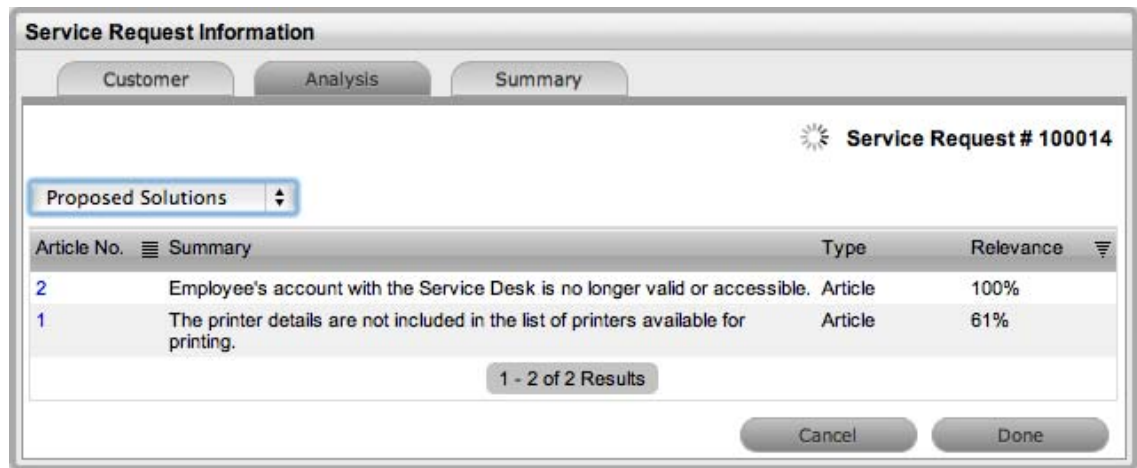 Service Request Information
Customer Analysis Summary
Service Request # 100014
Proposed Solutions
Article No. Summary Type Relevance
2 Employee's account with the Service Desk is no longer valid or accessible. Article 100%
1 The printer details are not included in the list of printers available for Article 61%
printing.
1 - 2 of 2 Results
Cancel Done